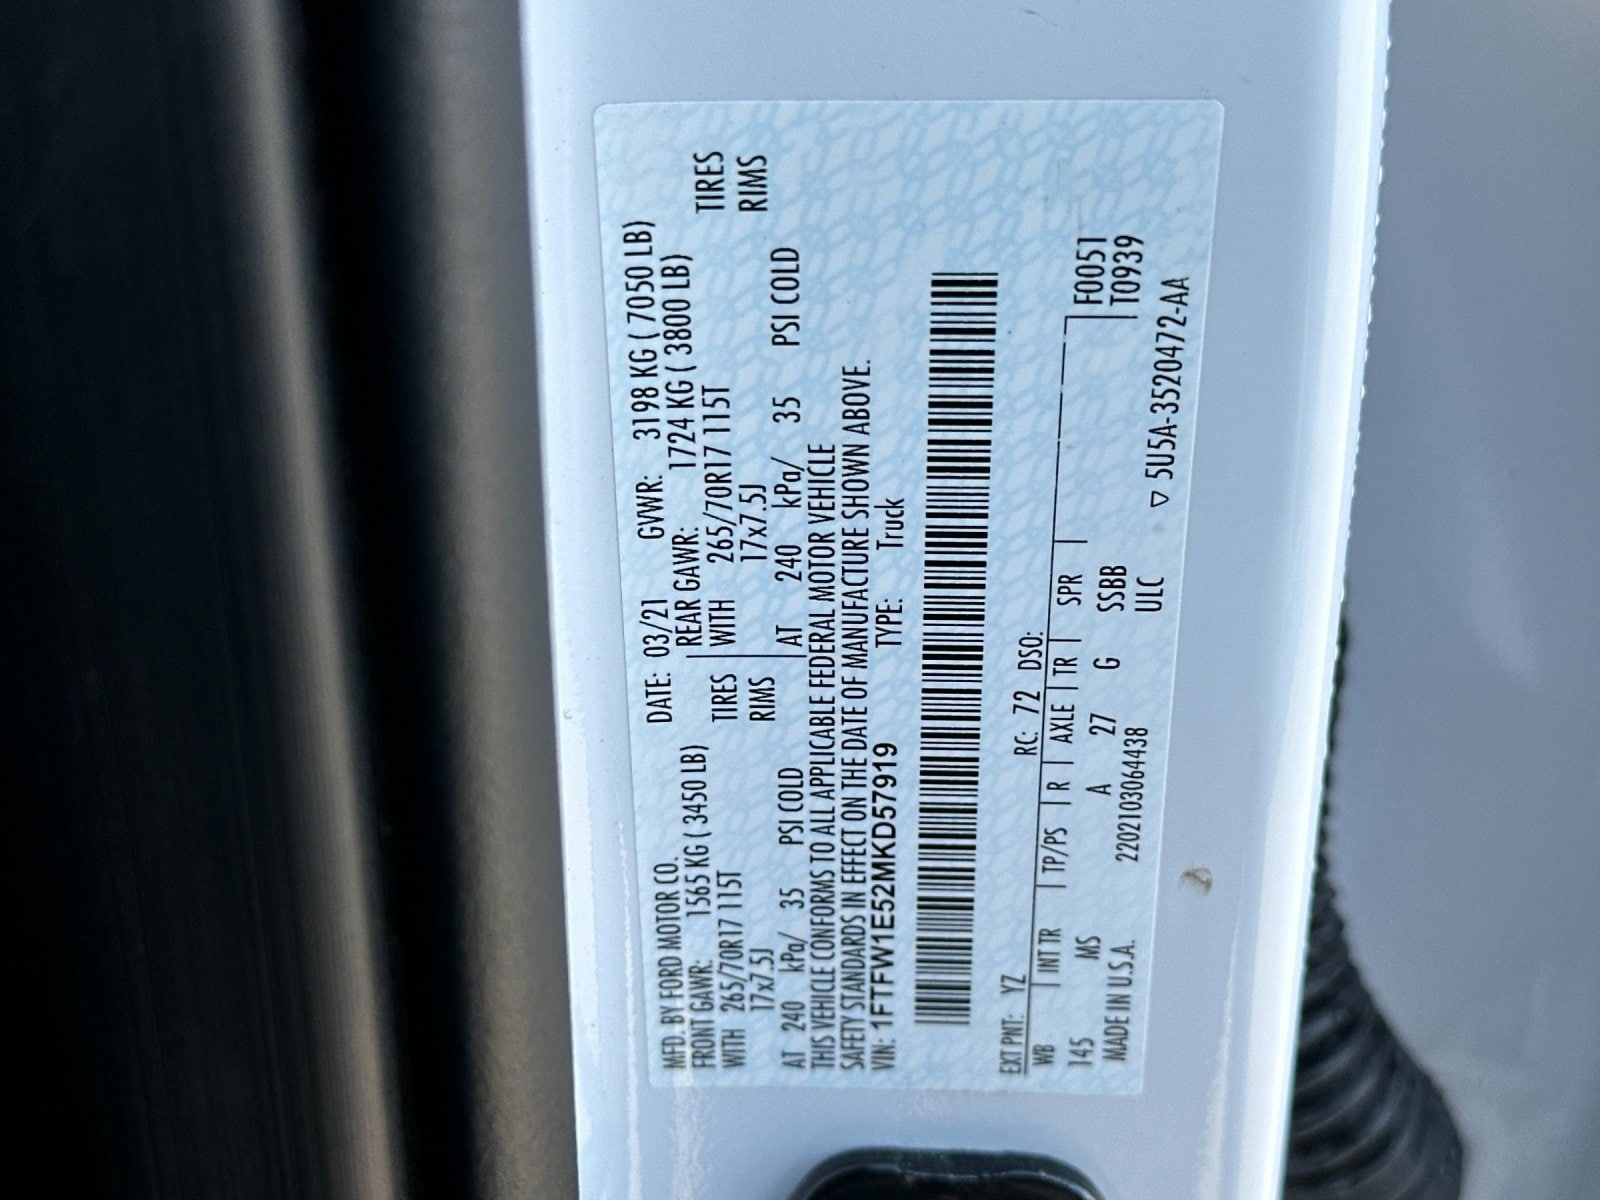 MFD. BY FORD MOTOR CO. DATE: 03/21 GVWR: 3198 KG ( 7050 LB)
FRONT GAWR: 1565 KG ( 3450 LB) REAR GAWR: 1724 KG ( 3800 LB)
WITH 265/70R17 115T TIRES WITH 265/70R17 115T TIRES
17x7.5J RIMS 17x7.5J RIMS
AT 240 kPa/ 35 PSI COLD AT 240 kPa/ 35 PSI COLD
THIS VEHICLE CONFORMS TO ALL APPLICABLE FEDERAL MOTOR VEHICLE
SAFETY STANDARDS IN EFFECT ON THE DATE OF MANUFACTURE SHOWN ABOVE.
VIN: 1FTFW1E52MKD57919 TYPE: Truck
EXT PNT: YZ RC: 72 DSO:
WB INT TR TP/PS R AXLE TR SPR F0051
145 MS A 27 G SSBB T0939
MADE IN U.S.A. 2202103064438 ULC
▽ 5U5A-3520472-AA